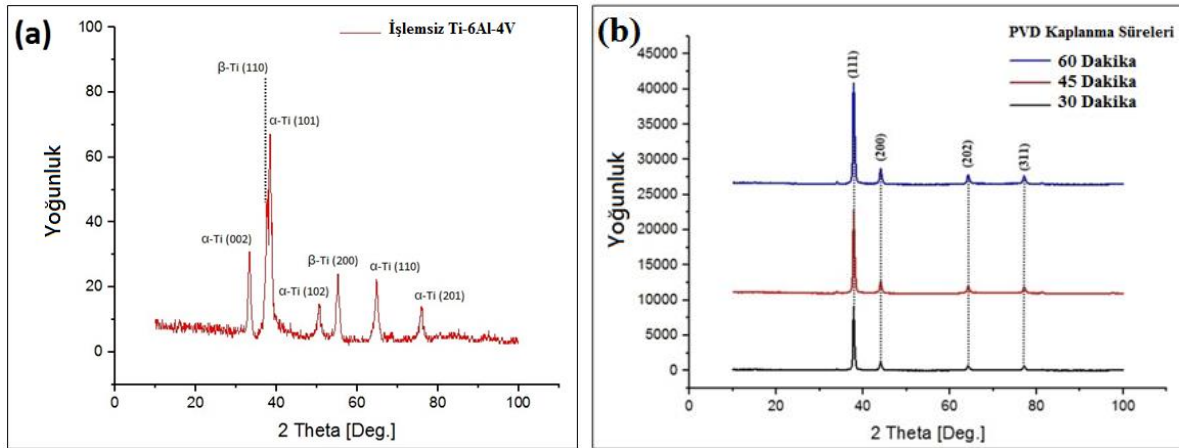 (a)
İşlemsiz Ti-6Al-4V
β-Ti (110)
α-Ti (101)
α-Ti (002)
β-Ti (200)
α-Ti (110)
α-Ti (102)
α-Ti (201)
Yoğunluk
100
80
60
40
20
0
0 20 40 60 80 100
2 Theta [Deg.]
(b)
PVD Kaplanma Süreleri
60 Dakika
45 Dakika
30 Dakika
(111)
(200)
(202)
(311)
Yoğunluk
45000
40000
35000
30000
25000
20000
15000
10000
5000
0
0 20 40 60 80 100
2 Theta [Deg.]